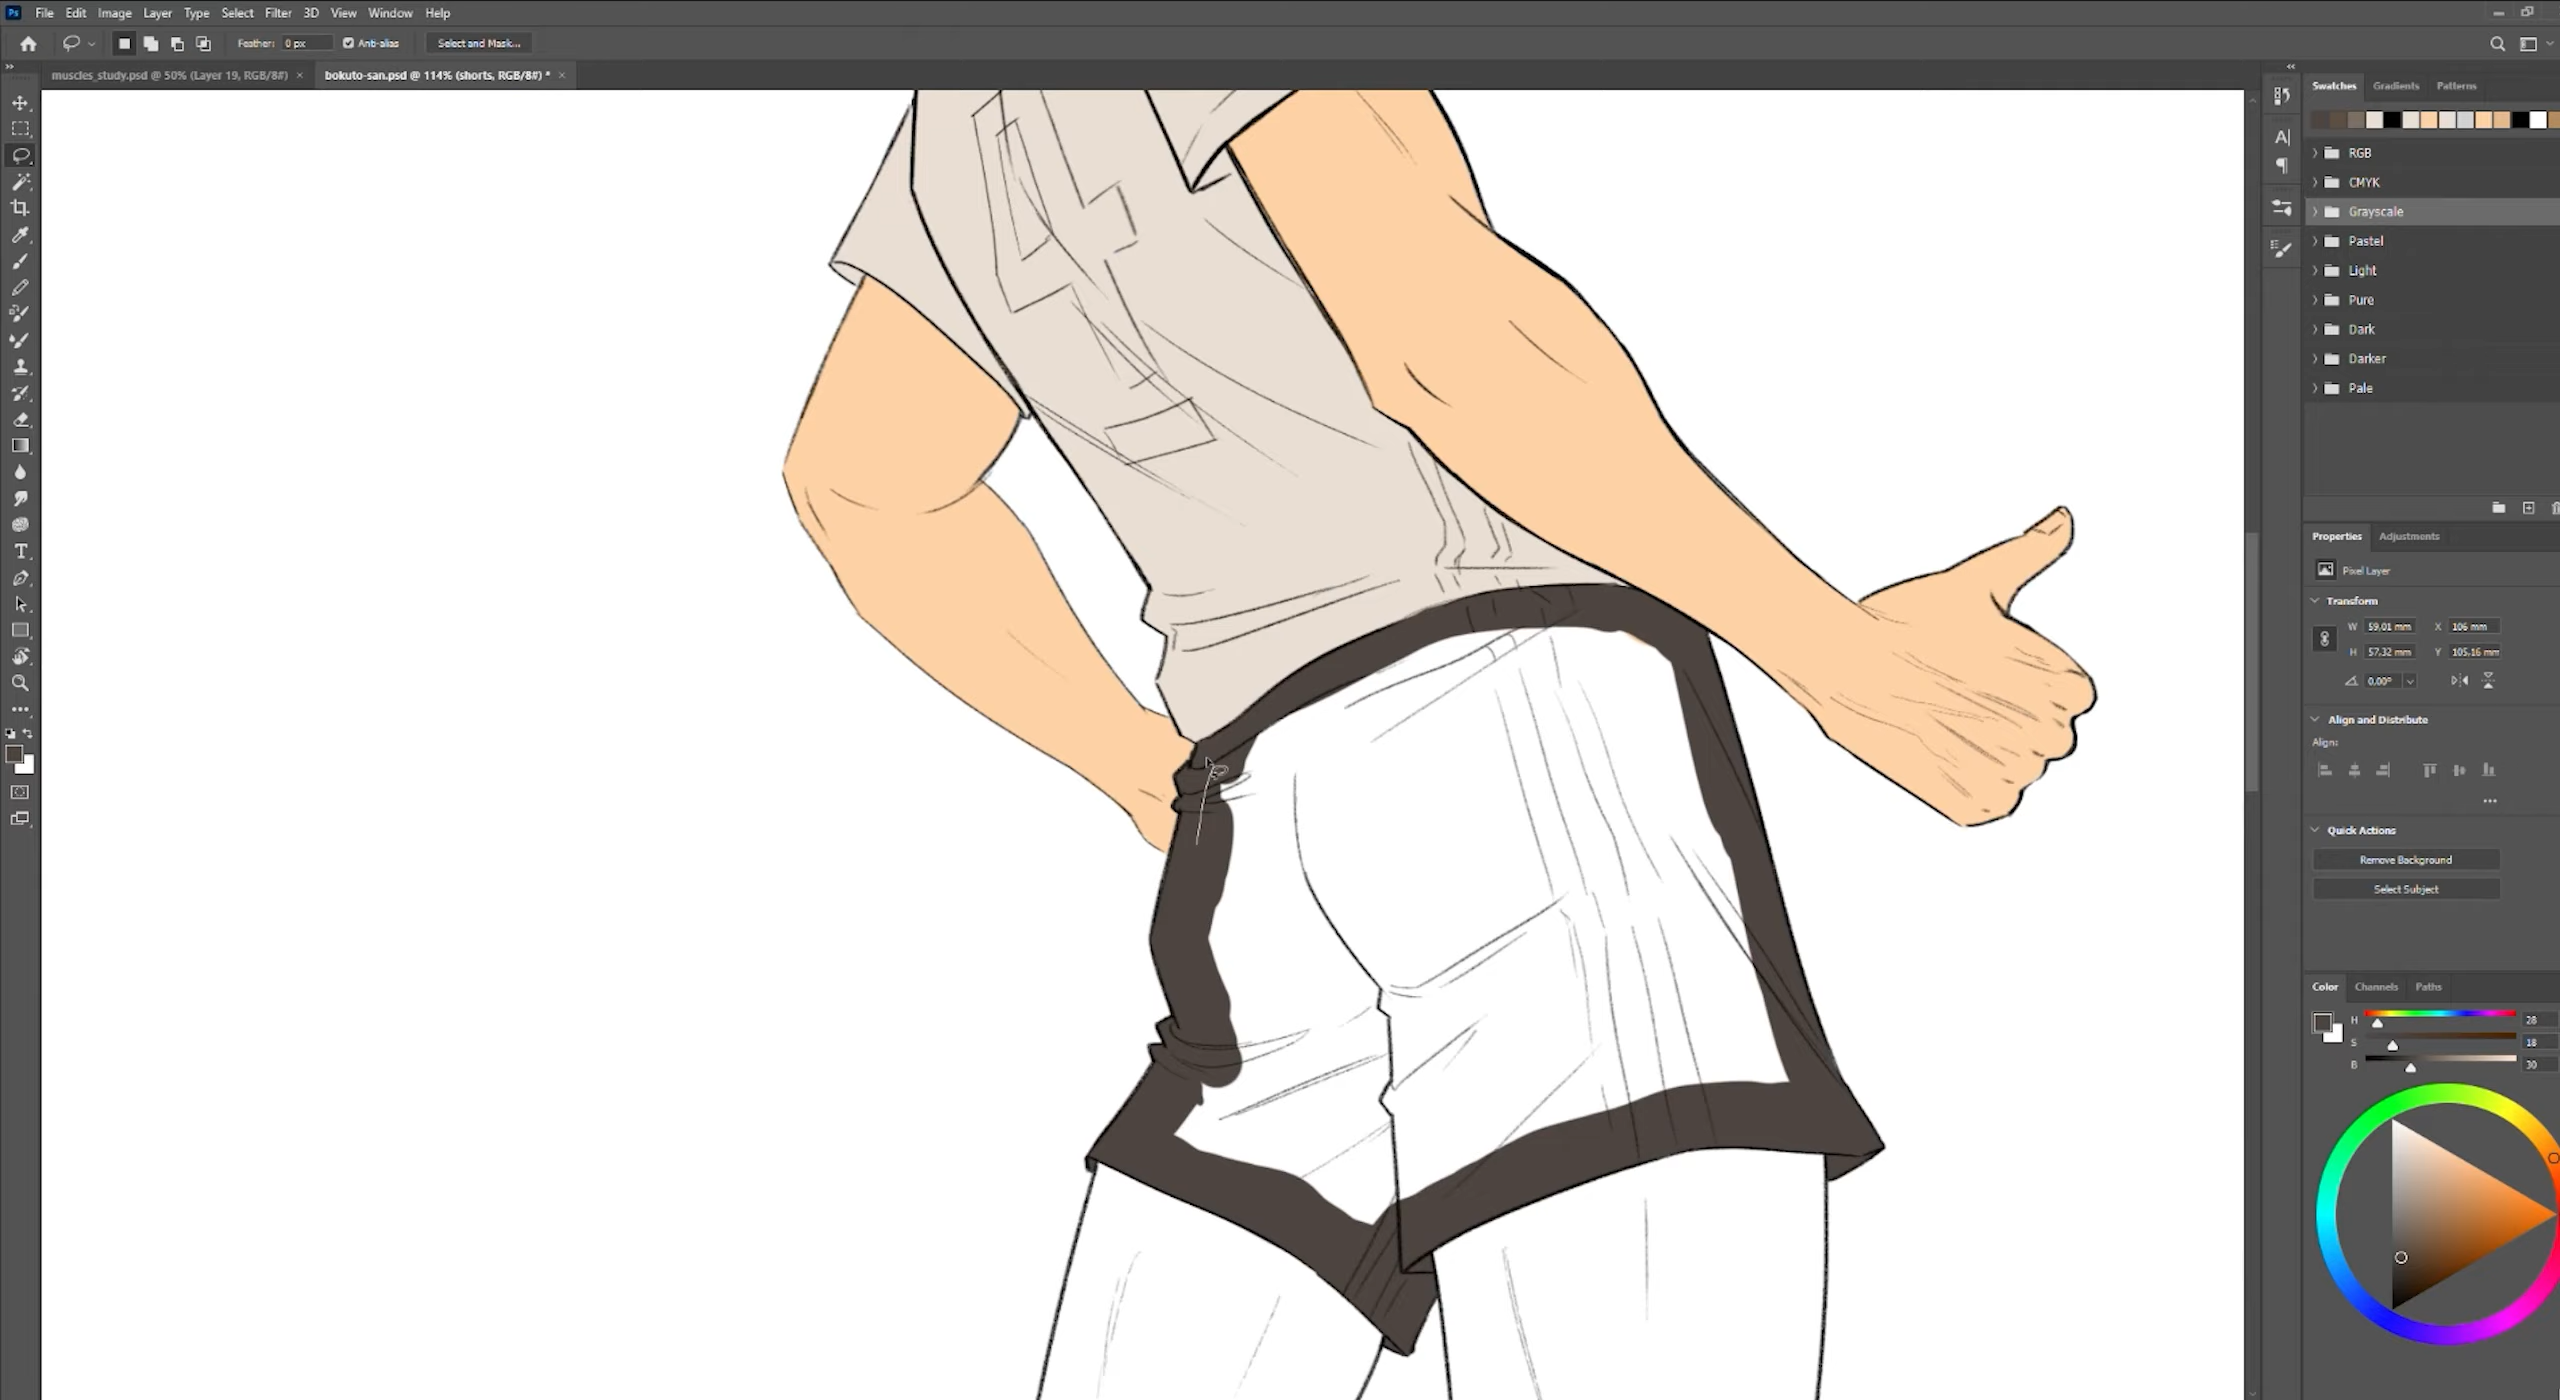 Ps File Edit Image Layer Type Select Filter 3D View Window Help
Feather: 0 px Anti-alias Select and Mask...
muscles_study.psd @ 50% (Layer 19, RGB/8#) × bokuto-san.psd @ 114% (shorts, RGB/8#) * ×
Swatches Gradients Patterns
RGB
CMYK
Grayscale
Pastel
Light
Pure
Dark
Darker
Pale
Properties Adjustments
Pixel Layer
Transform
W 59,01 mm X 106 mm
H 57,32 mm Y 105,16 mm
0,00°
Align and Distribute
Align:
Quick Actions
Remove Background
Select Subject
Color Channels Paths
H 28
S 18
B 30